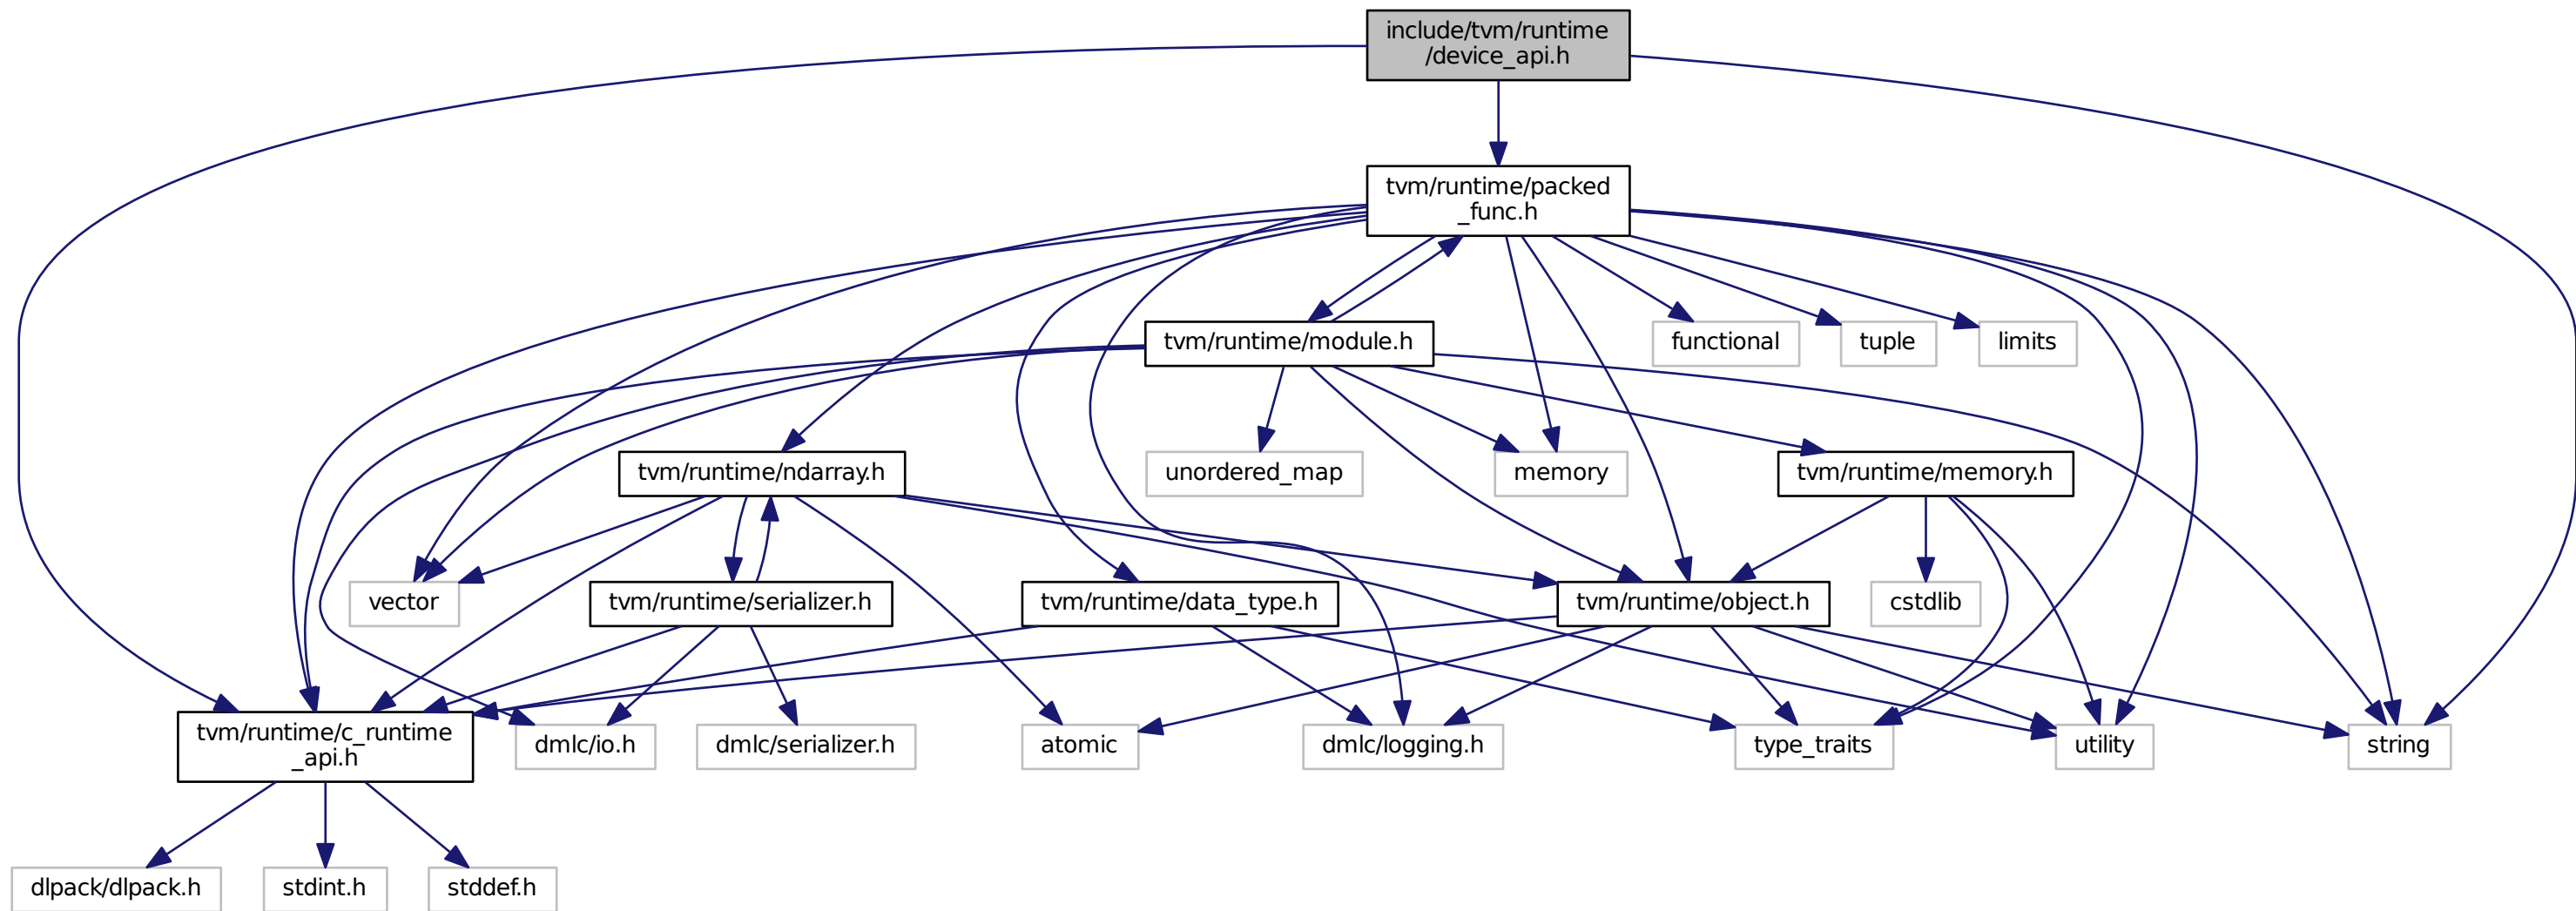 include/tvm/runtime
/device_api.h
tvm/runtime/packed
_func.h
tvm/runtime/module.h
functional
tuple
limits
tvm/runtime/ndarray.h
unordered_map
memory
tvm/runtime/memory.h
vector
tvm/runtime/serializer.h
tvm/runtime/data_type.h
tvm/runtime/object.h
cstdlib
tvm/runtime/c_runtime
_api.h
dmlc/io.h
dmlc/serializer.h
atomic
dmlc/logging.h
type_traits
utility
string
dlpack/dlpack.h
stdint.h
stddef.h